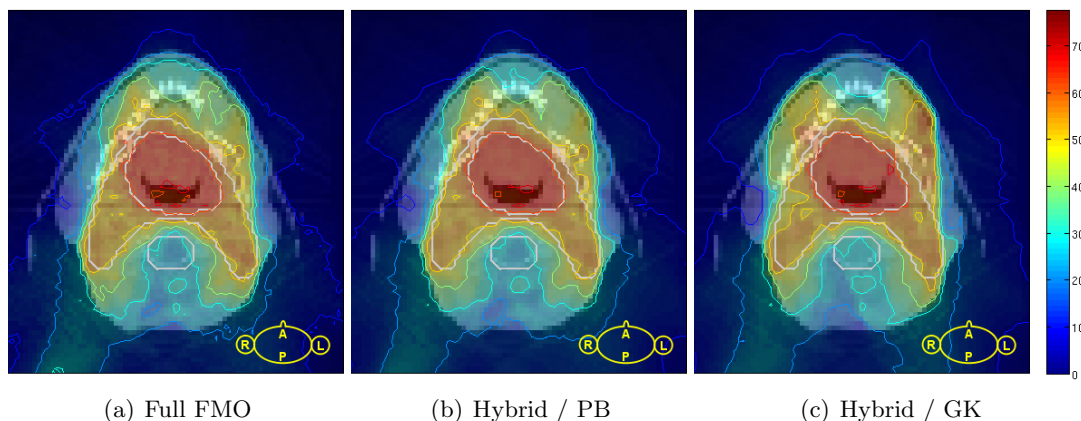 A
R L
P
A
R L
P
A
R L
P
70
60
50
40
30
20
10
0
(a) Full FMO
(b) Hybrid / PB
(c) Hybrid / GK